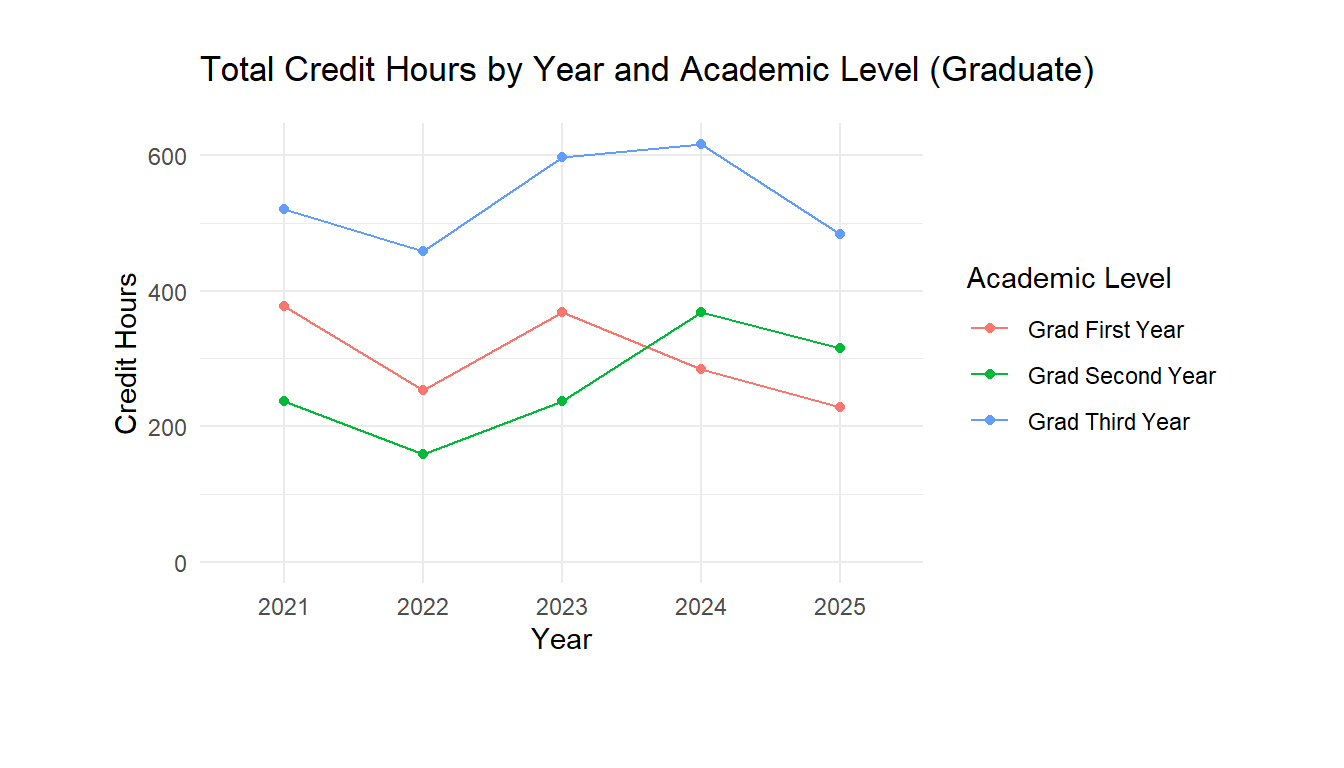 Total Credit Hours by Year and Academic Level (Graduate)
600
400
200
0
Credit Hours
2021 2022 2023 2024 2025
Year
Academic Level
Grad First Year
Grad Second Year
Grad Third Year